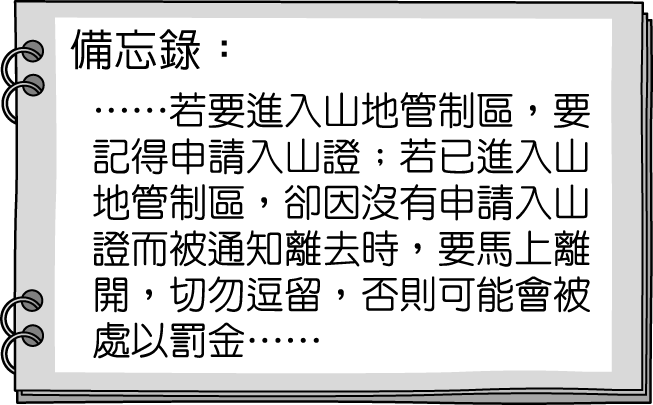 備忘錄：
……若要進入山地管制區，要
記得申請入山證；若已進入山
地管制區，卻因沒有申請入山
證而被通知離去時，要馬上離
開，切勿逗留，否則可能會被
處以罰金……